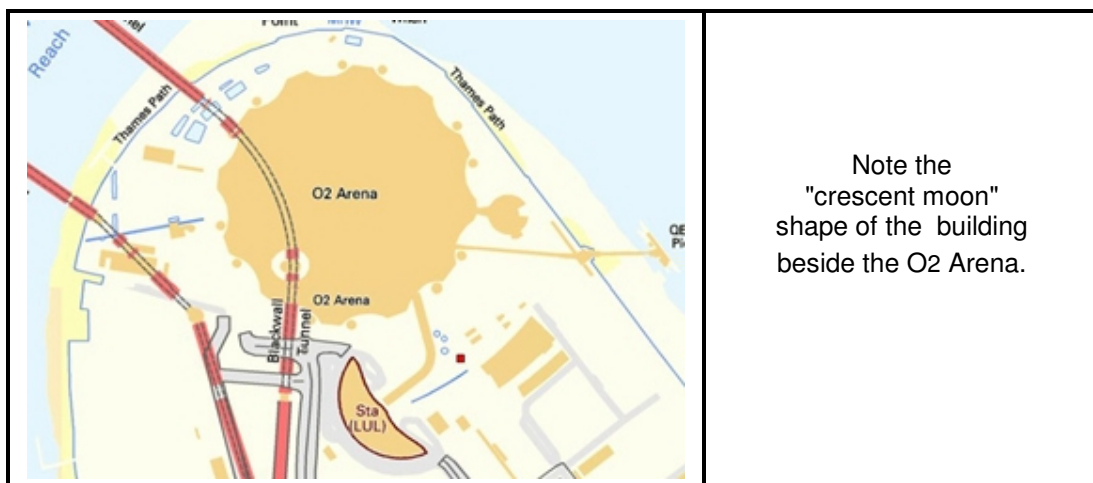 Point
Reach
Thames Path
Thames Path
O2 Arena
O2 Arena
Blackwall
Tunnel
Sta
(LUL)
Note the
"crescent moon"
shape of the building
beside the O2 Arena.